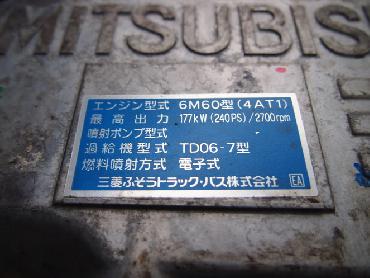 MITSUBIS
エンジン型式 6M60型(4AT1)
最高出力 177kW(240PS)/2700rpm
噴射ポンプ型式
過給機型式 TD06-7型
燃料噴射方式 電子式
三菱ふそうトラック・バス株式会社 EA